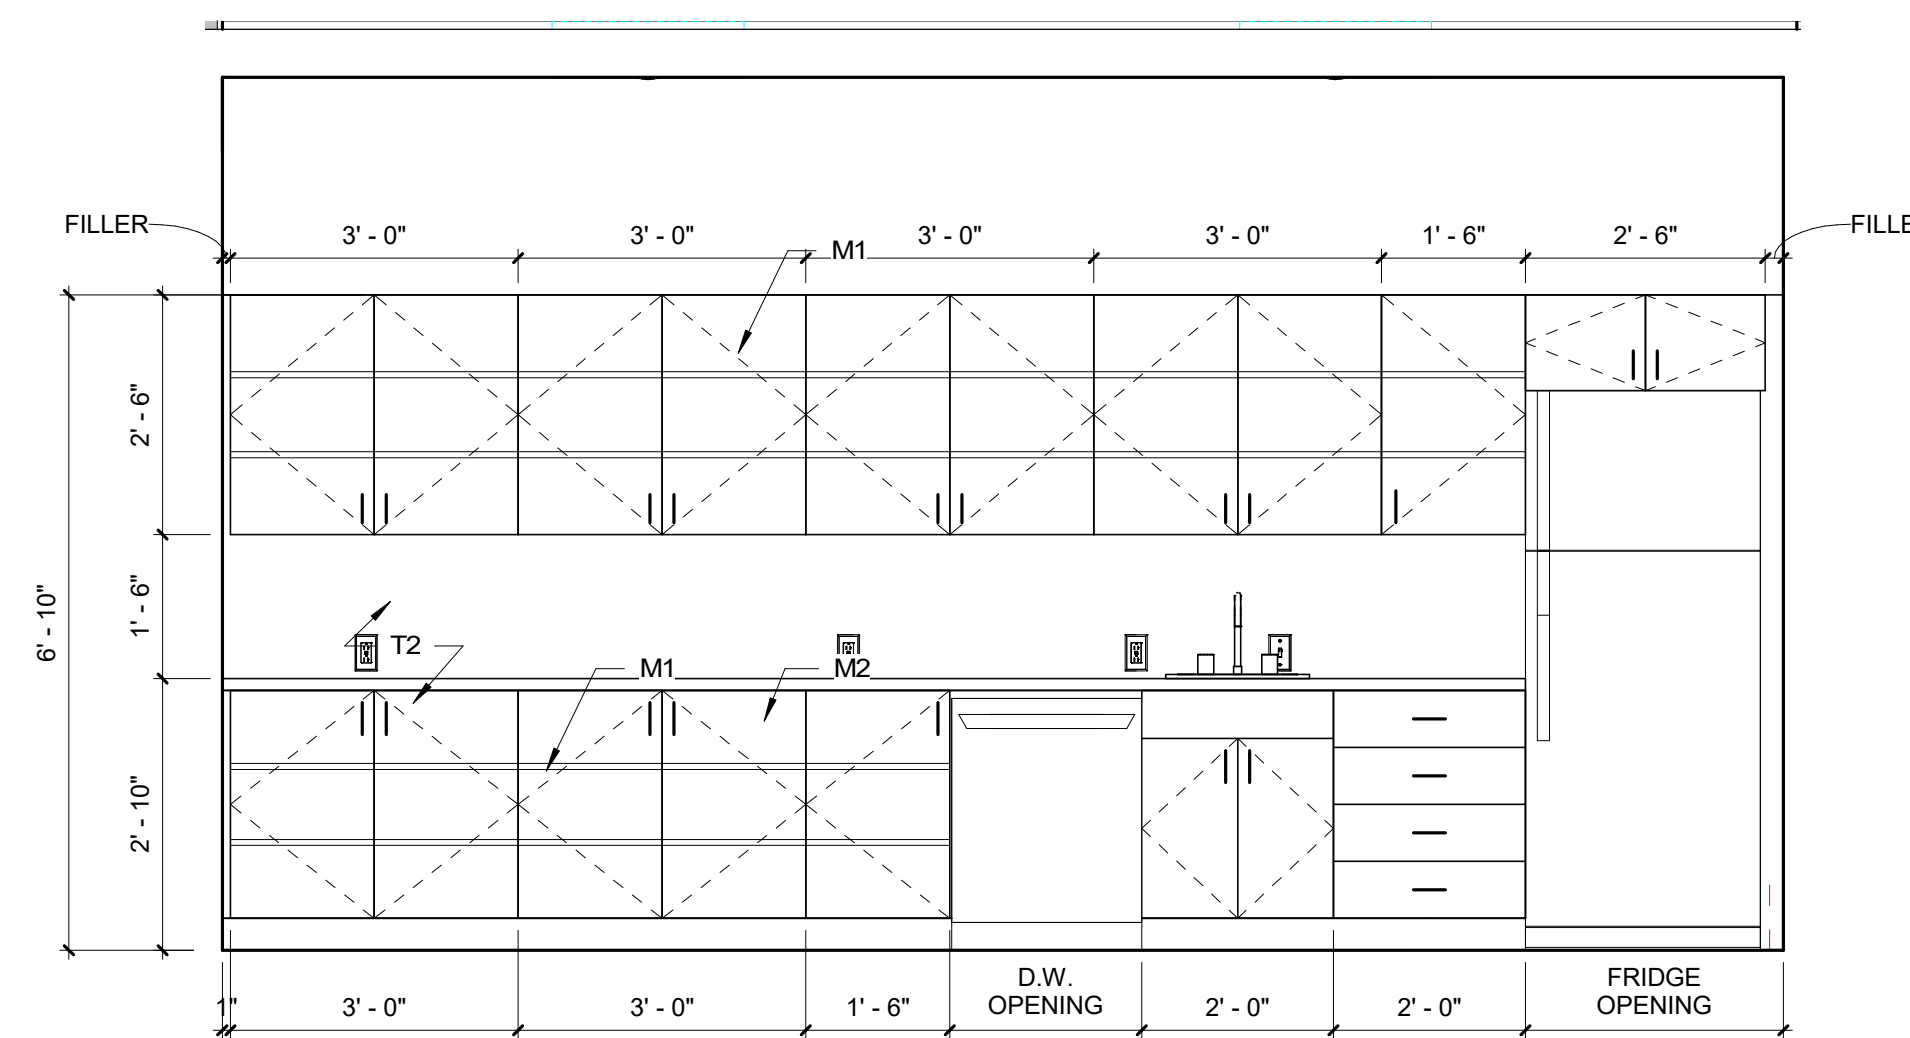 FILLER
3' - 0"
3' - 0"
3' - 0"
3' - 0"
1' - 6"
2' - 6"
FILLE
M1
2' - 6"
1' - 6"
6' - 10"
2' - 10"
T2
M1
M2
1"
3' - 0"
3' - 0"
1' - 6"
D.W.
OPENING
2' - 0"
2' - 0"
FRIDGE
OPENING